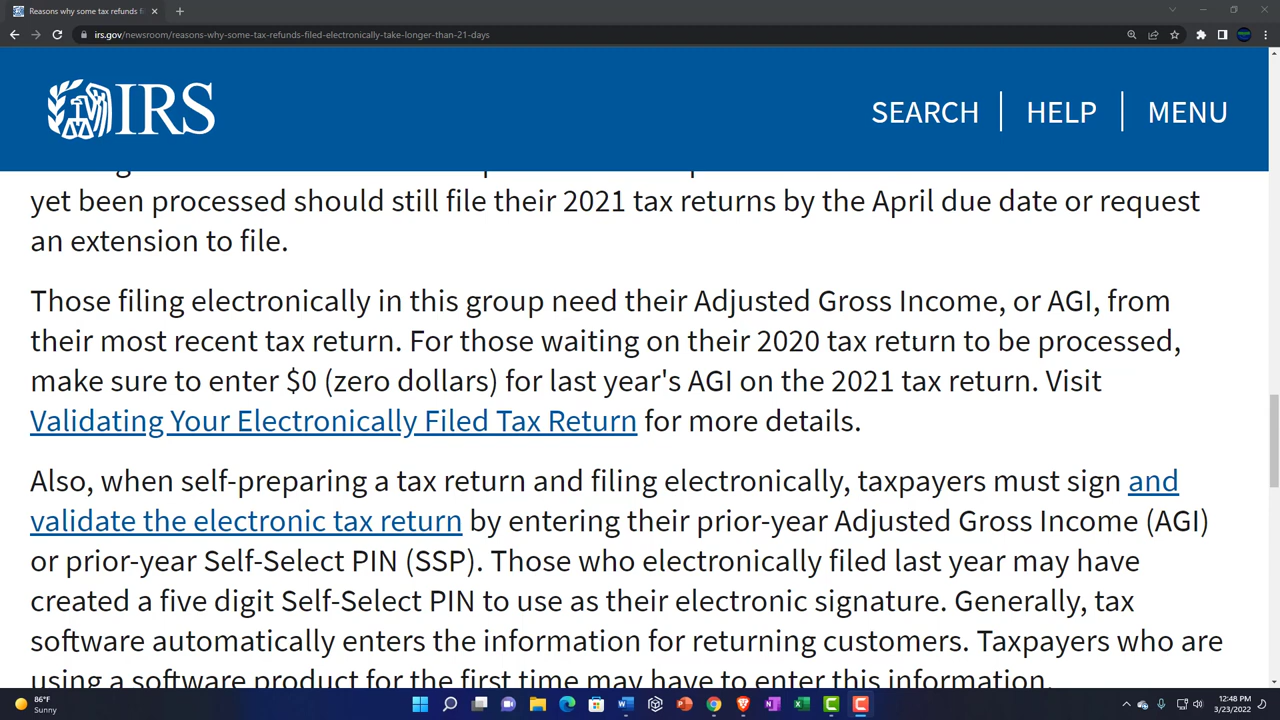 Reasons why some tax refunds f
irs.gov/newsroom/reasons-why-some-tax-refunds-filed-electronically-take-longer-than-21-days
IRS
SEARCH
HELP
MENU
yet been processed should still file their 2021 tax returns by the April due date or request
an extension to file.
Those filing electronically in this group need their Adjusted Gross Income, or AGI, from
their most recent tax return. For those waiting on their 2020 tax return to be processed,
make sure to enter $0 (zero dollars) for last year's AGI on the 2021 tax return. Visit
Validating Your Electronically Filed Tax Return for more details.
Also, when self-preparing a tax return and filing electronically, taxpayers must sign and
validate the electronic tax return by entering their prior-year Adjusted Gross Income (AGI)
or prior-year Self-Select PIN (SSP). Those who electronically filed last year may have
created a five digit Self-Select PIN to use as their electronic signature. Generally, tax
software automatically enters the information for returning customers. Taxpayers who are
using a software product for the first time may have to enter this information.
86°F
Sunny
12:48 PM
3/23/2022